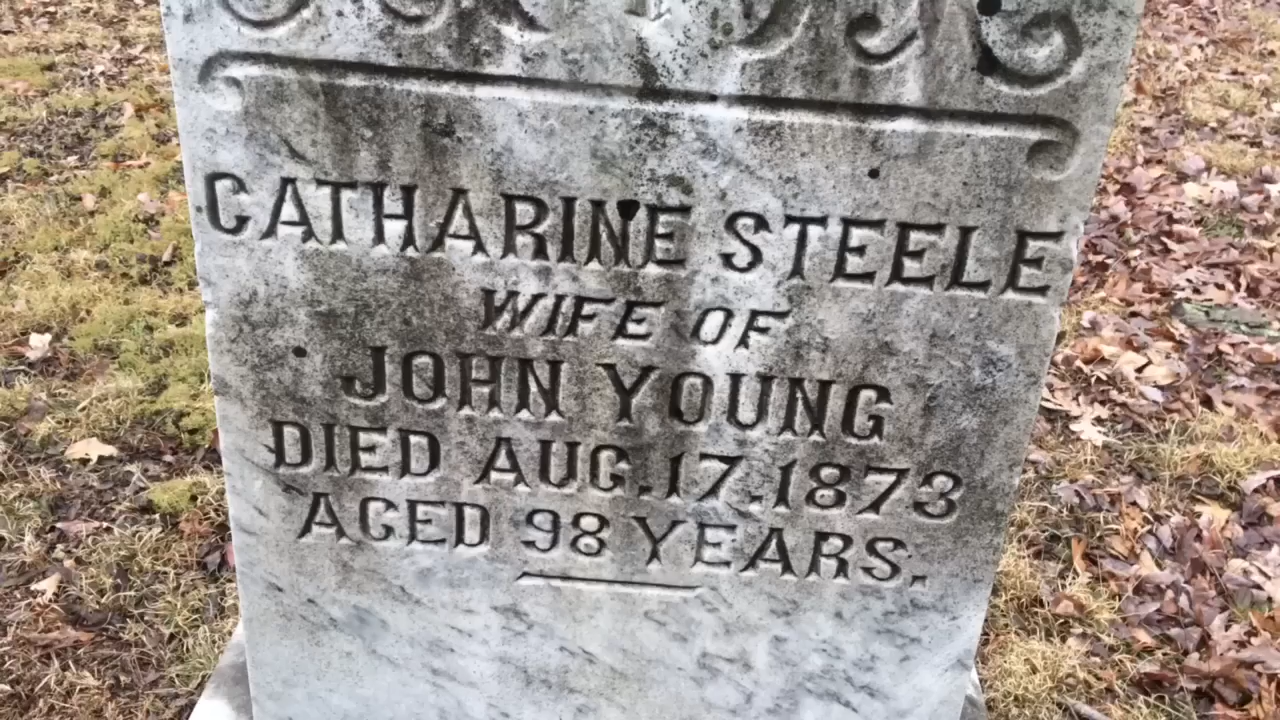 CATHARINE STEELE
WIFE OF
JOHN YOUNG
DIED AUG. 17, 1873
AGED 98 YEARS.